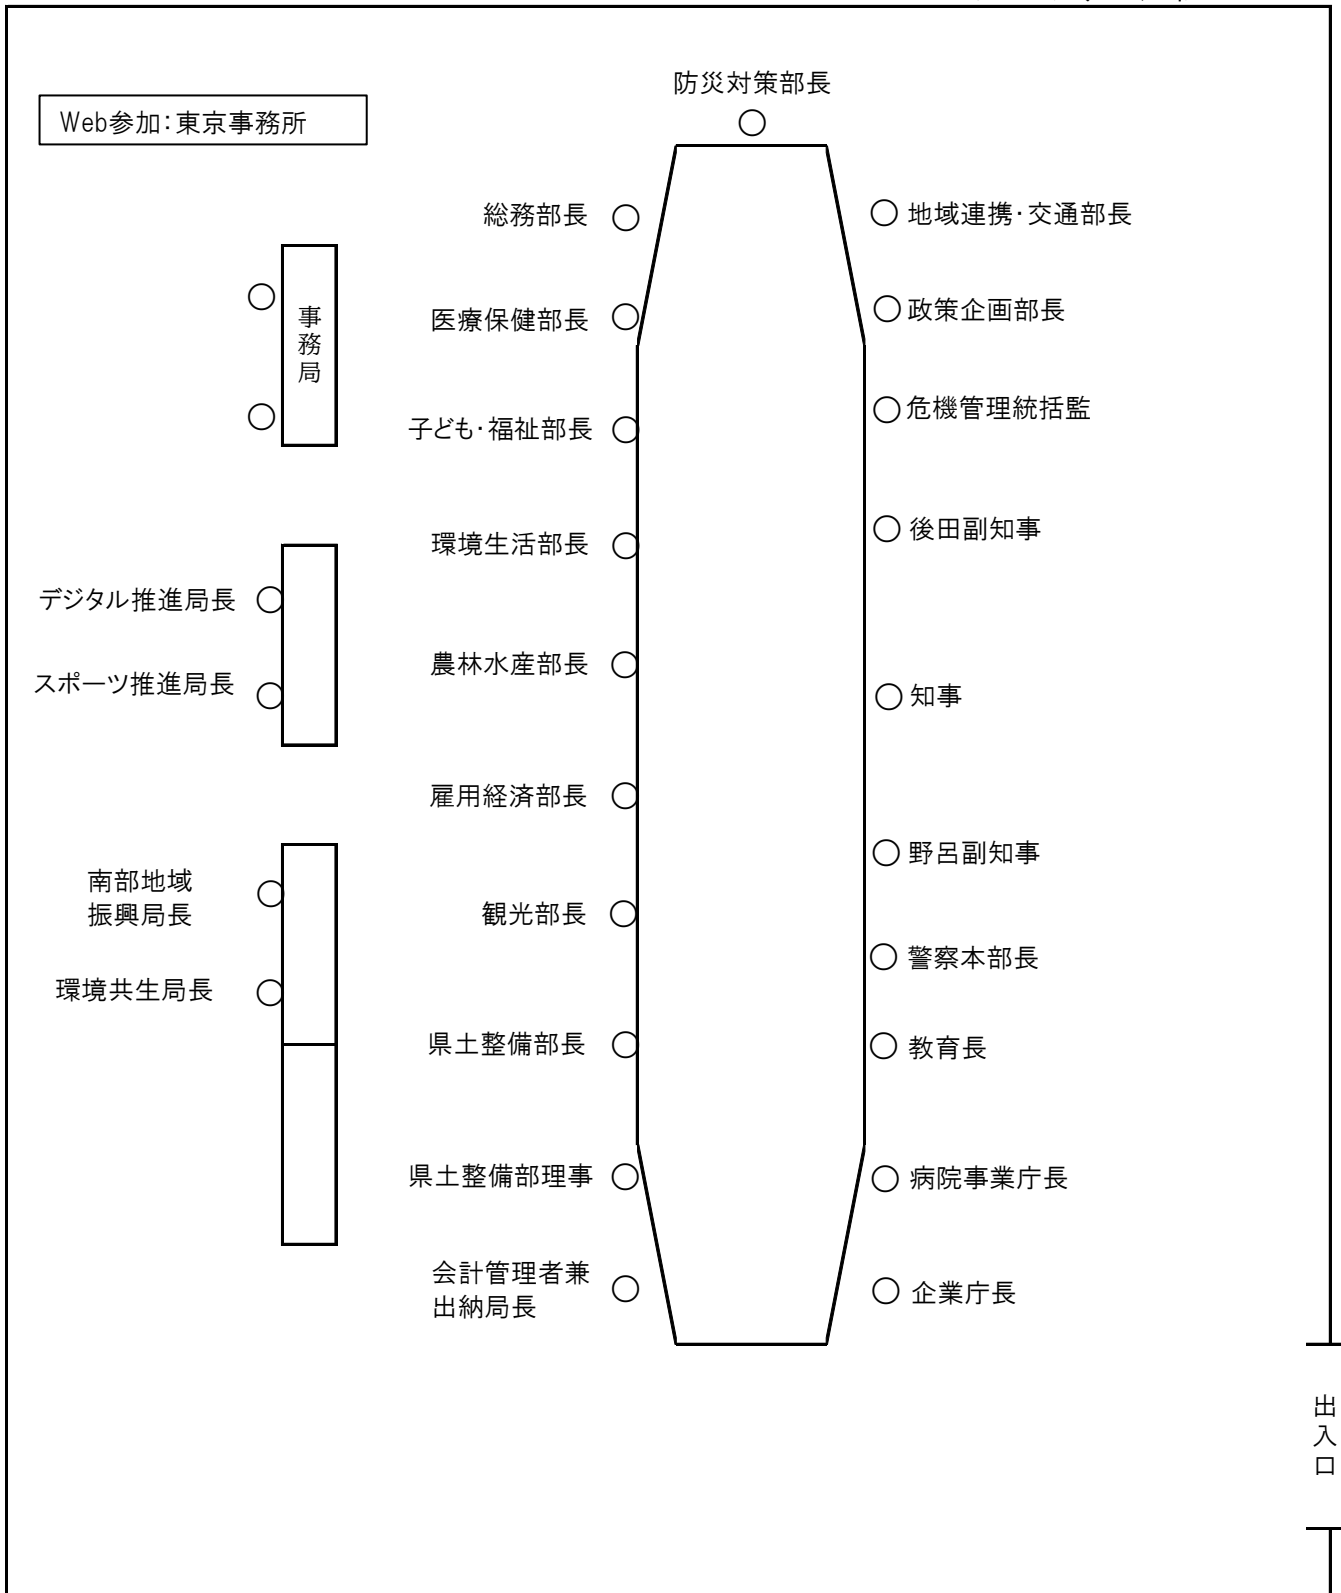 防災対策部長
Web参加：東京事務所
総務部長
地域連携・交通部長
事務局
医療保健部長
政策企画部長
子ども・福祉部長
危機管理統括監
環境生活部長
後田副知事
デジタル推進局長
スポーツ推進局長
農林水産部長
知事
雇用経済部長
野呂副知事
南部地域
振興局長
観光部長
警察本部長
環境共生局長
県土整備部長
教育長
県土整備部理事
病院事業庁長
会計管理者兼
出納局長
企業庁長
出入口